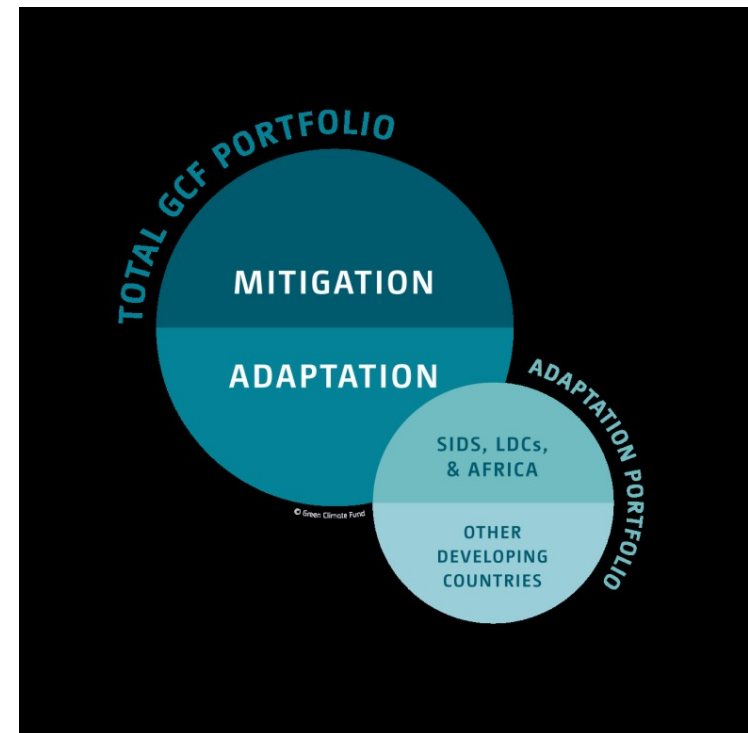 TOTAL GCF PORTFOLIO
MITIGATION
ADAPTATION
ADAPTATION PORTFOLIO
SIDS, LDCs,
& AFRICA
OTHER
DEVELOPING
COUNTRIES
© Green Climate Fund